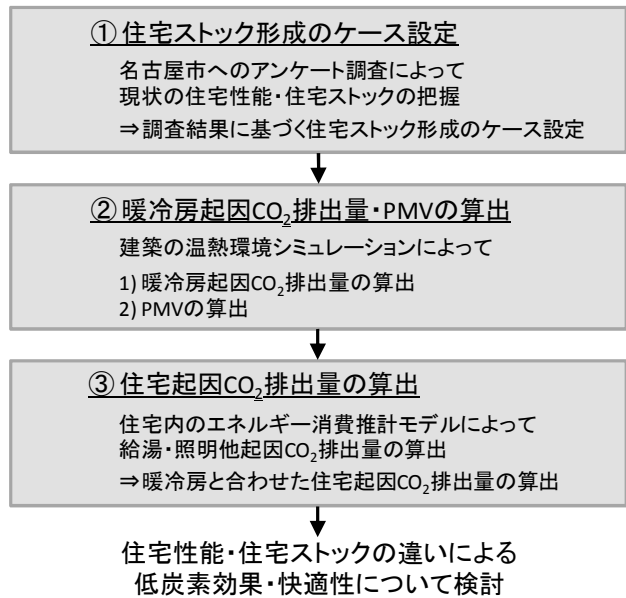 ① 住宅ストック形成のケース設定
名古屋市へのアンケート調査によって
現状の住宅性能・住宅ストックの把握
⇒調査結果に基づく住宅ストック形成のケース設定
② 暖冷房起因CO2排出量・PMVの算出
建築の温熱環境シミュレーションによって
1) 暖冷房起因CO2排出量の算出
2) PMVの算出
③ 住宅起因CO2排出量の算出
住宅内のエネルギー消費推計モデルによって
給湯・照明他起因CO2排出量の算出
⇒暖冷房と合わせた住宅起因CO2排出量の算出
住宅性能・住宅ストックの違いによる
低炭素効果・快適性について検討